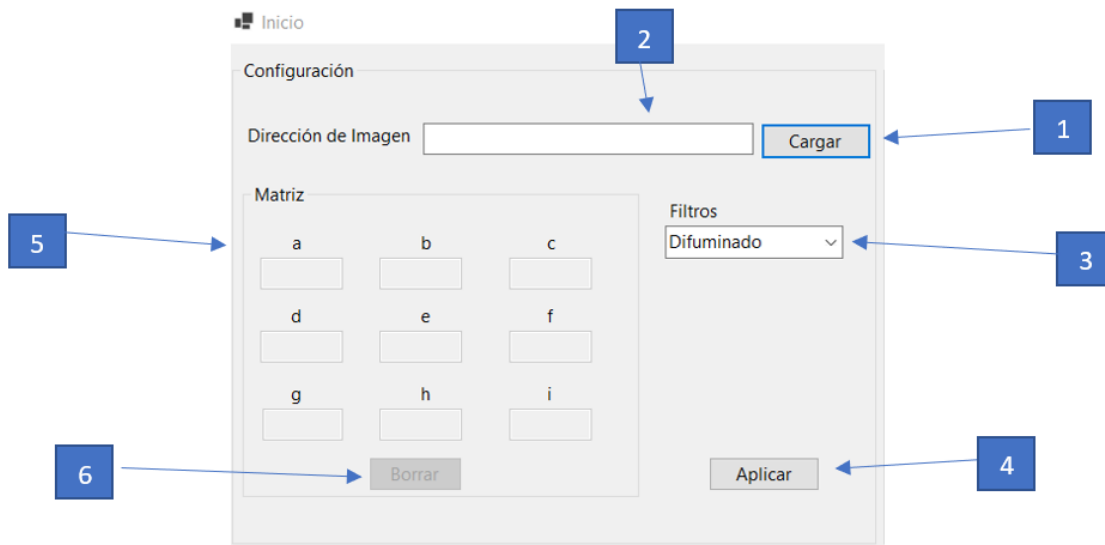 Inicio
2
Configuración
Dirección de Imagen
Cargar
1
Matriz
Filtros
5
a b c
Difuminado
3
d e f
g h i
6
Borrar
Aplicar
4